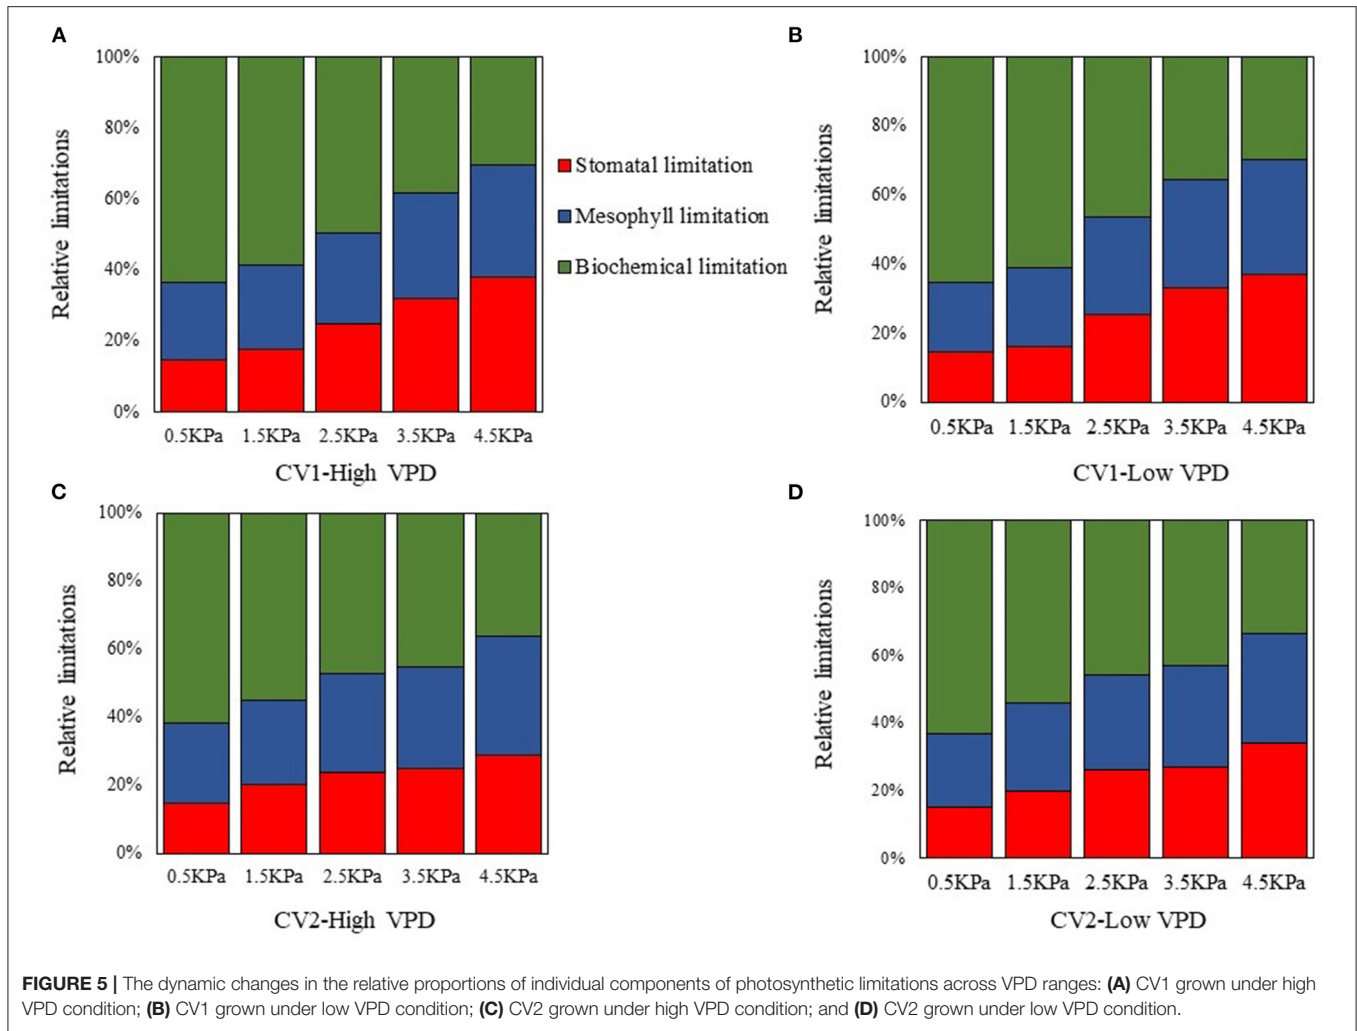 A
100%
80%
60%
40%
20%
0%
Relative limitations
0.5KPa 1.5KPa 2.5KPa 3.5KPa 4.5KPa
CV1-High VPD
Stomatal limitation
Mesophyll limitation
Biochemical limitation
B
100%
80%
60%
40%
20%
0%
Relative limitations
0.5KPa 1.5KPa 2.5KPa 3.5KPa 4.5KPa
CV1-Low VPD
C
100%
80%
60%
40%
20%
0%
Relative limitations
0.5KPa 1.5KPa 2.5KPa 3.5KPa 4.5KPa
CV2-High VPD
D
100%
80%
60%
40%
20%
0%
Relative limitations
0.5KPa 1.5KPa 2.5KPa 3.5KPa 4.5KPa
CV2-Low VPD
FIGURE 5 | The dynamic changes in the relative proportions of individual components of photosynthetic limitations across VPD ranges: (A) CV1 grown under high
VPD condition; (B) CV1 grown under low VPD condition; (C) CV2 grown under high VPD condition; and (D) CV2 grown under low VPD condition.